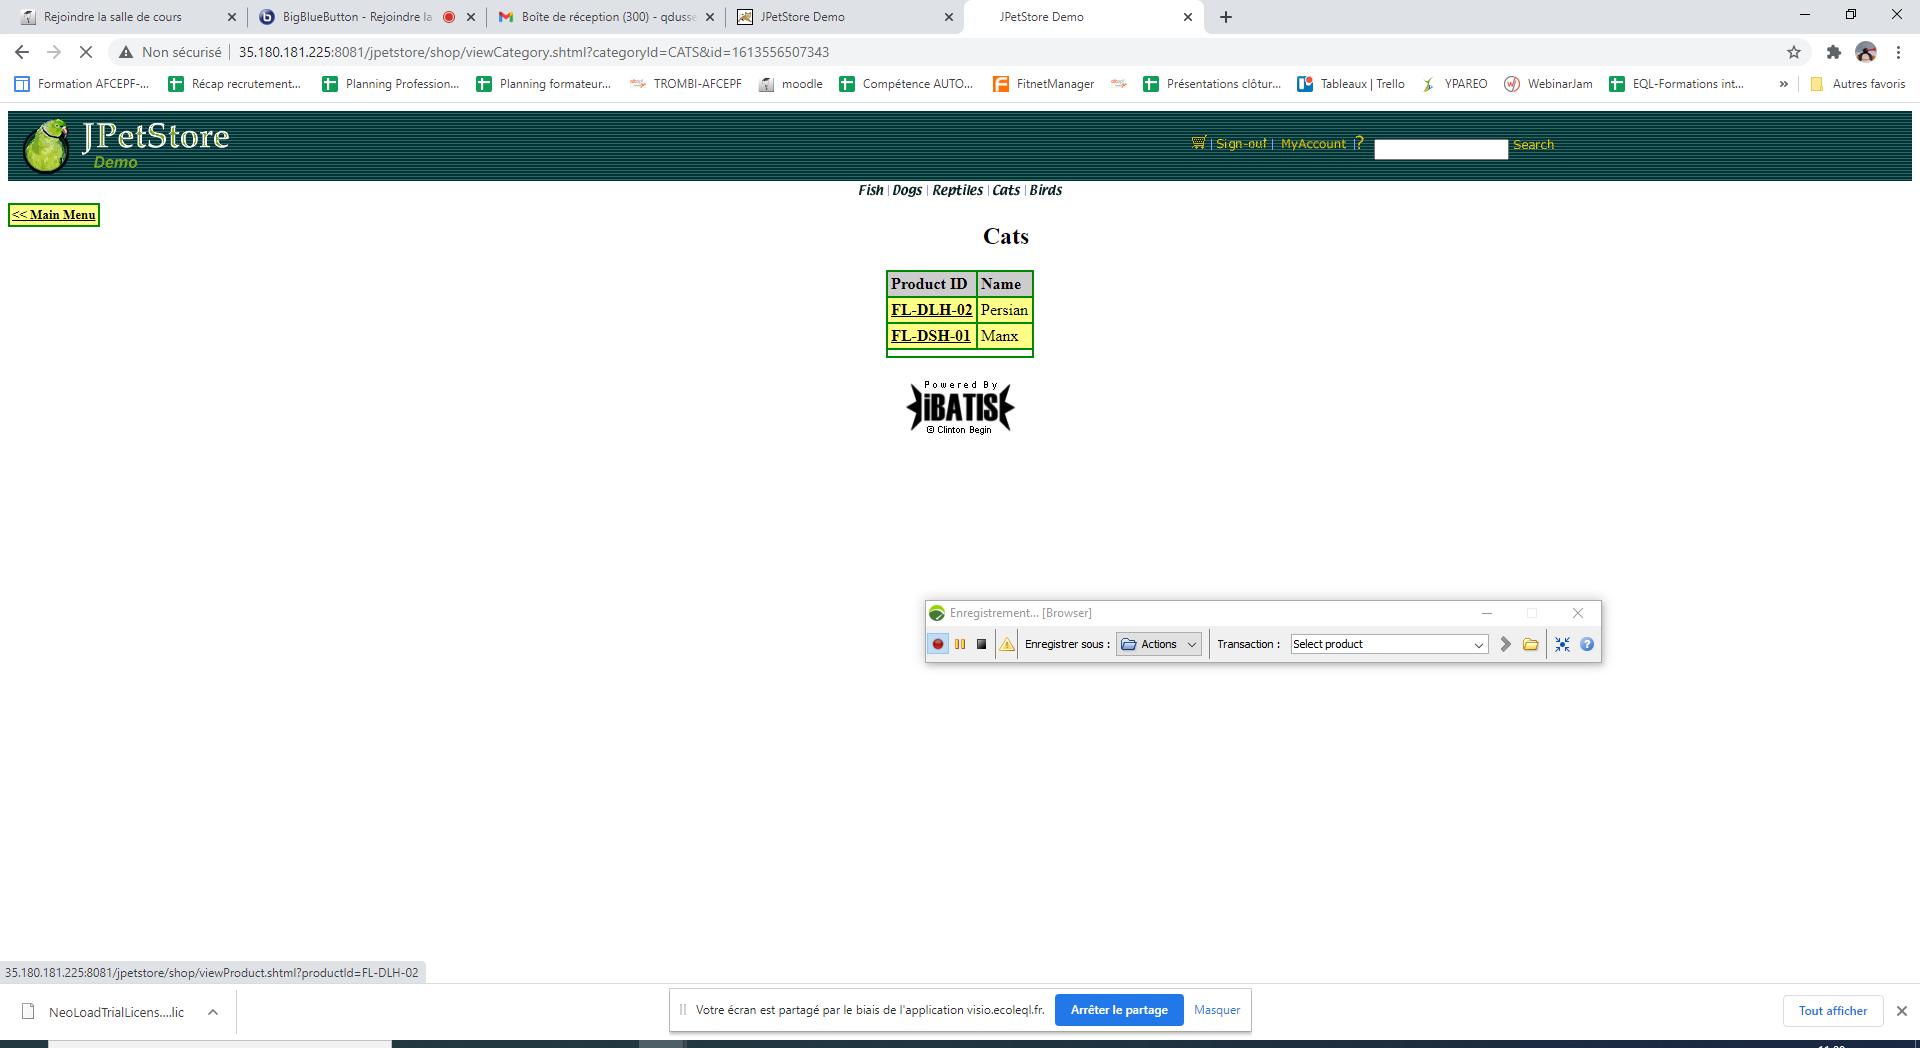 Rejoindre la salle de cours
BigBlueButton - Rejoindre la
Boîte de réception (300) - qdusse
JPetStore Demo
JPetStore Demo
Non sécurisé
35.180.181.225:8081/jpetstore/shop/viewCategory.shtml?categoryId=CATS&id=1613556507343
Formation AFCEPF-...
Récap recrutement...
Planning Profession...
Planning formateur...
TROMBI-AFCEPF
moodle
Compétence AUTO...
FitnetManager
Présentations clôtur...
Tableaux | Trello
YPAREO
WebinarJam
EQL-Formations int...
»
Autres favoris
JPetStore
Demo
| Sign-out | MyAccount | ?
Search
Fish | Dogs | Reptiles | Cats | Birds
<< Main Menu
Cats
Product ID Name
FL-DLH-02 Persian
FL-DSH-01 Manx
Powered By
iBATIS
© Clinton Begin
Enregistrement... [Browser]
Enregistrer sous :
Actions
Transaction :
Select product
35.180.181.225:8081/jpetstore/shop/viewProduct.shtml?productId=FL-DLH-02
NeoLoadTrialLicens....lic
Votre écran est partagé par le biais de l'application visio.ecoleql.fr.
Arrêter le partage
Masquer
Tout afficher